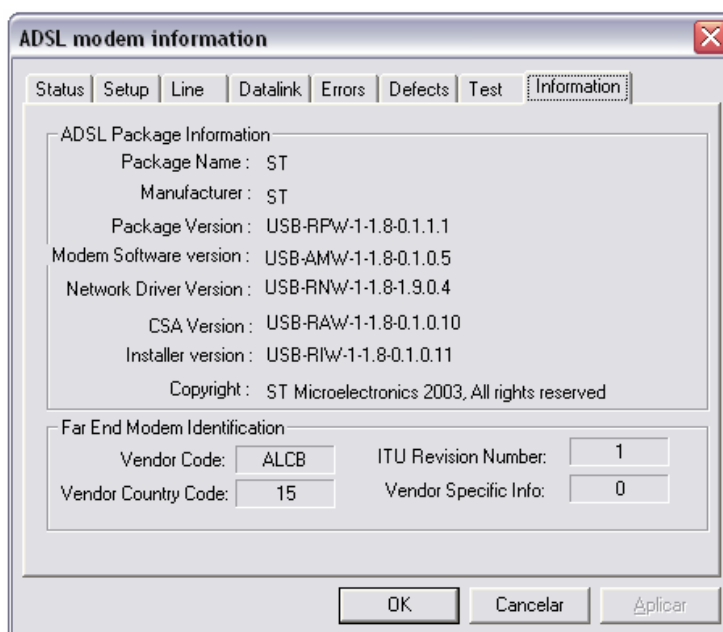 ADSL modem information
Status Setup Line Datalink Errors Defects Test Information
ADSL Package Information
Package Name : ST
Manufacturer : ST
Package Version : USB-RPW-1-1.8-0.1.1.1
Modem Software version : USB-AMW-1-1.8-0.1.0.5
Network Driver Version : USB-RNW-1-1.8-1.9.0.4
CSA Version : USB-RAW-1-1.8-0.1.0.10
Installer version : USB-RIW-1-1.8-0.1.0.11
Copyright : ST Microelectronics 2003, All rights reserved
Far End Modem Identification
Vendor Code: ALCB ITU Revision Number: 1
Vendor Country Code: 15 Vendor Specific Info: 0
OK Cancelar Aplicar